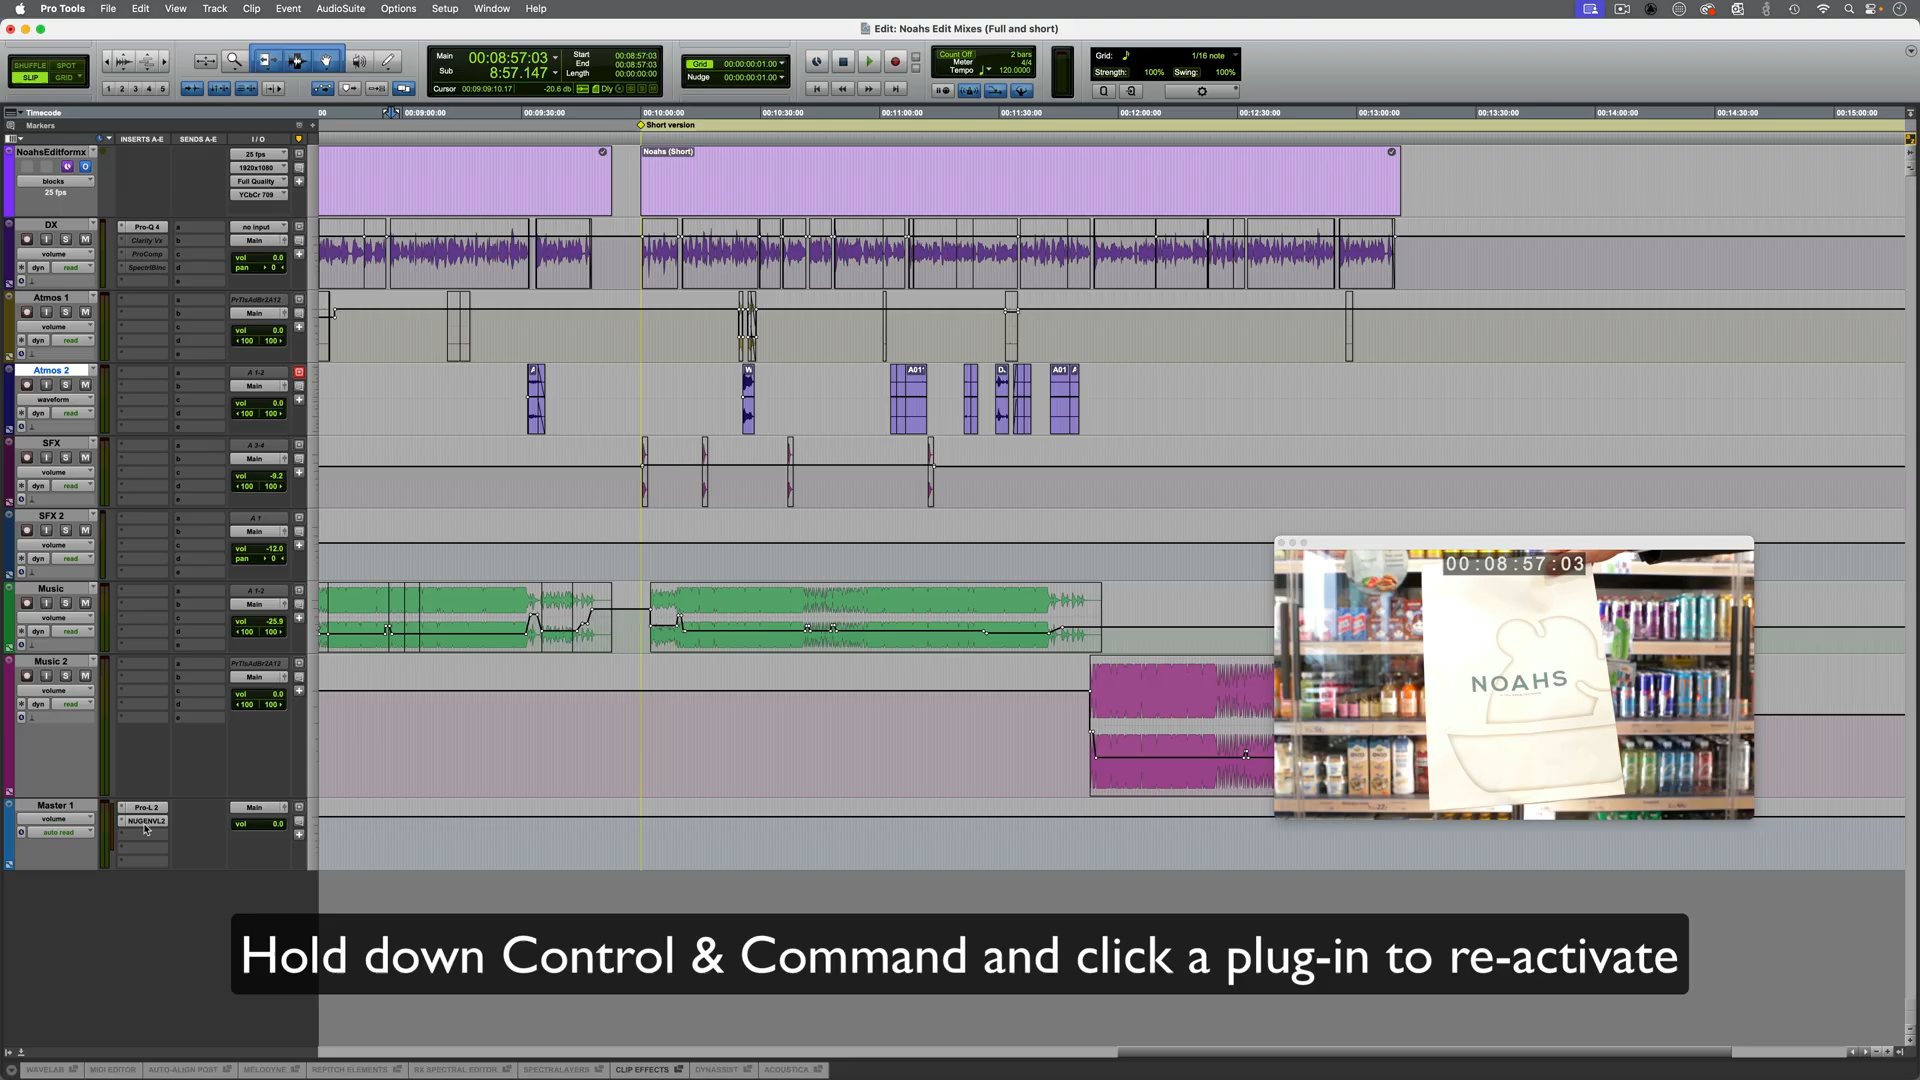 Pro Tools File Edit View Track Clip Event AudioSuite Options Setup Window Help
Edit: Noahs Edit Mixes (Full and short)
SHUFFLE SPOT
SLIP GRID
1 2 3 4 5
Main 00:08:57:03
Sub 8:57.147
Start 00:08:57:03
End 00:08:57:03
Length 00:00:00:00
Cursor 00:09:09:10.17 -20.6 db Dly
Grid 00:00:00:01.00
Nudge 00:00:00:01.00
Count Off 2 bars
Meter 4/4
Tempo 120.0000
Grid: 1/16 note
Strength: 100% Swing: 100%
Timecode
00 00:09:00:00 00:09:30:00 00:10:00:00 00:10:30:00 00:11:00:00 00:11:30:00 00:12:00:00 00:12:30:00 00:13:00:00 00:13:30:00 00:14:00:00 00:14:30:00 00:15:00:00
Markers
Short version
INSERTS A-E SENDS A-E I / O
NoahsEditformx
blocks
25 fps
25 fps
1920x1080
Full Quality
YCbCr 709
Noahs (Short)
DX
I S M
volume
dyn read
Pro-Q 4
Clarity Vx
ProComp
SpectrlBlnc
a
b
c
d
e
no input
Main
vol 0.0
pan 0
Atmos 1
I S M
volume
dyn read
a
b
c
d
e
PrTlsAdBr2A12
Main
vol 0.0
100 100
Atmos 2
I S M
waveform
dyn read
a
b
c
d
e
A 1-2
Main
vol 0.0
100 100
A W A01 D A01 A
SFX
I S M
volume
dyn read
a
b
c
d
e
A 3-4
Main
vol -9.2
100 100
SFX 2
I S M
volume
dyn read
a
b
c
d
e
A 1
Main
vol -12.0
pan 0
Music
I S M
volume
dyn read
a
b
c
d
e
A 1-2
Main
vol -25.9
100 100
Music 2
I S M
volume
dyn read
a
b
c
d
e
PrTlsAdBr2A12
Main
vol 0.0
100 100
00:08:57:03
NOAHS
Master 1
volume
auto read
Pro-L 2
NUGENVL2
Main
vol 0.0
Hold down Control & Command and click a plug-in to re-activate
WAVELAB MIDI EDITOR AUTO-ALIGN POST MELODYNE REPITCH ELEMENTS RX SPECTRAL EDITOR SPECTRALAYERS CLIP EFFECTS DYNASSIST ACOUSTICA